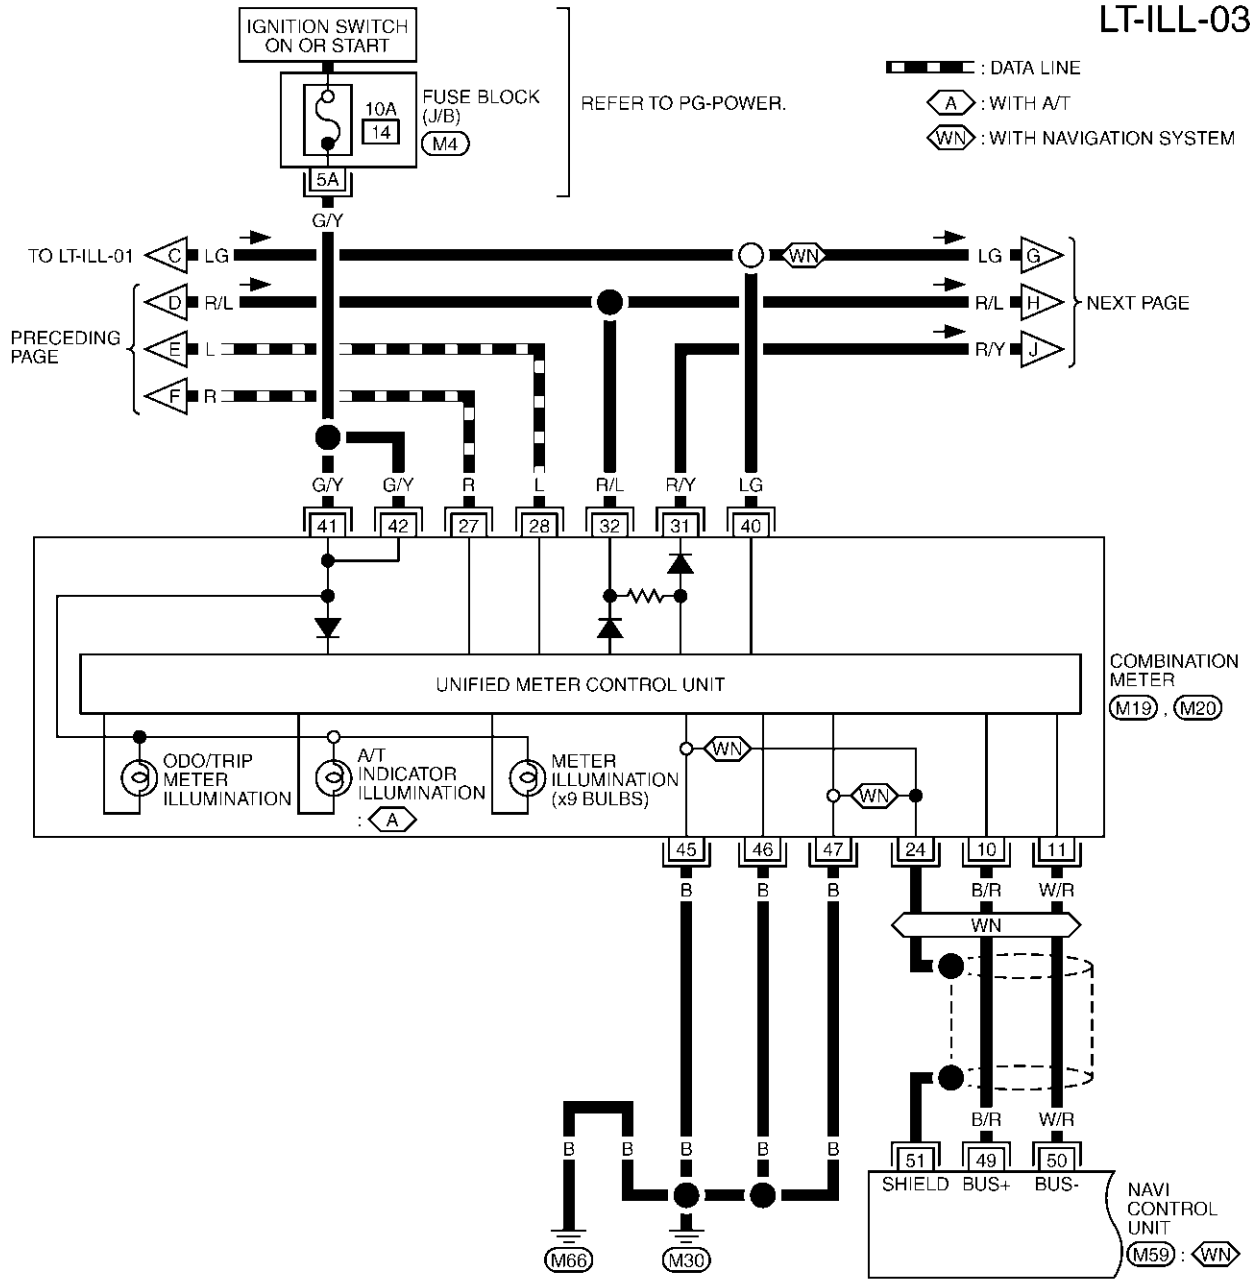 LT-ILL-03
IGNITION SWITCH
ON OR START
10A
14
FUSE BLOCK
(J/B)
M4
REFER TO PG-POWER.
: DATA LINE
A : WITH A/T
WN : WITH NAVIGATION SYSTEM
5A
G/Y
TO LT-ILL-01 C LG WN LG G
D R/L R/L H NEXT PAGE
PRECEDING
PAGE
E L R/Y J
F R
G/Y G/Y R L R/L R/Y LG
41 42 27 28 32 31 40
UNIFIED METER CONTROL UNIT
COMBINATION
METER
M19 , M20
ODO/TRIP
METER
ILLUMINATION
A/T
INDICATOR
ILLUMINATION
: A
METER
ILLUMINATION
(x9 BULBS)
WN
WN
45 46 47 24 10 11
B B B B/R W/R
WN
B/R W/R
B B B B B
51 49 50
SHIELD BUS+ BUS-
NAVI
CONTROL
UNIT
M59 : WN
M66 M30